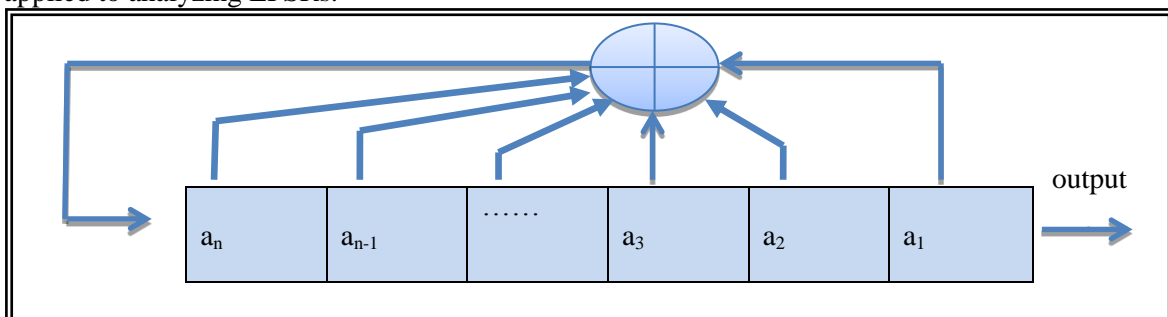 applied to analyzing LFSRs.
output
aₙ aₙ₋₁ …… a₃ a₂ a₁